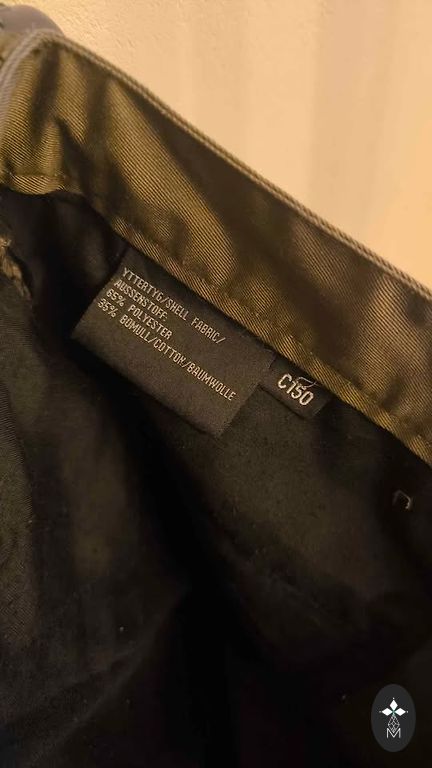 YTTERTYG/SHELL FABRIC/
AUSSENSTOFF:
65% POLYESTER
35% BOMULL/COTTON/BAUMWOLLE
C150
M